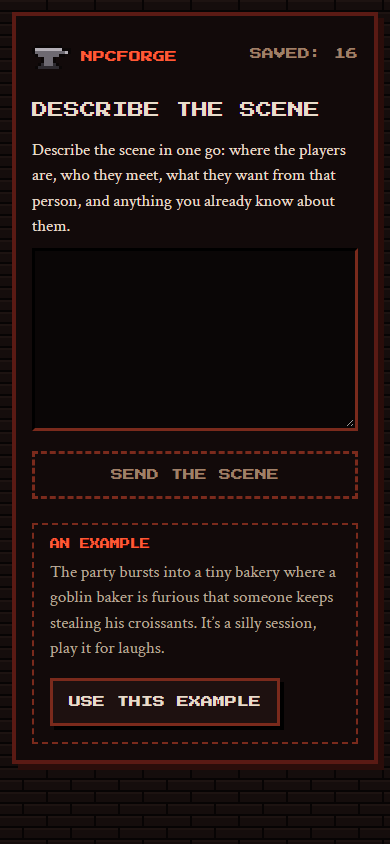 NPCFORGE
SAVED: 16
DESCRIBE THE SCENE
Describe the scene in one go: where the players
are, who they meet, what they want from that
person, and anything you already know about
them.
SEND THE SCENE
AN EXAMPLE
The party bursts into a tiny bakery where a
goblin baker is furious that someone keeps
stealing his croissants. It’s a silly session,
play it for laughs.
USE THIS EXAMPLE